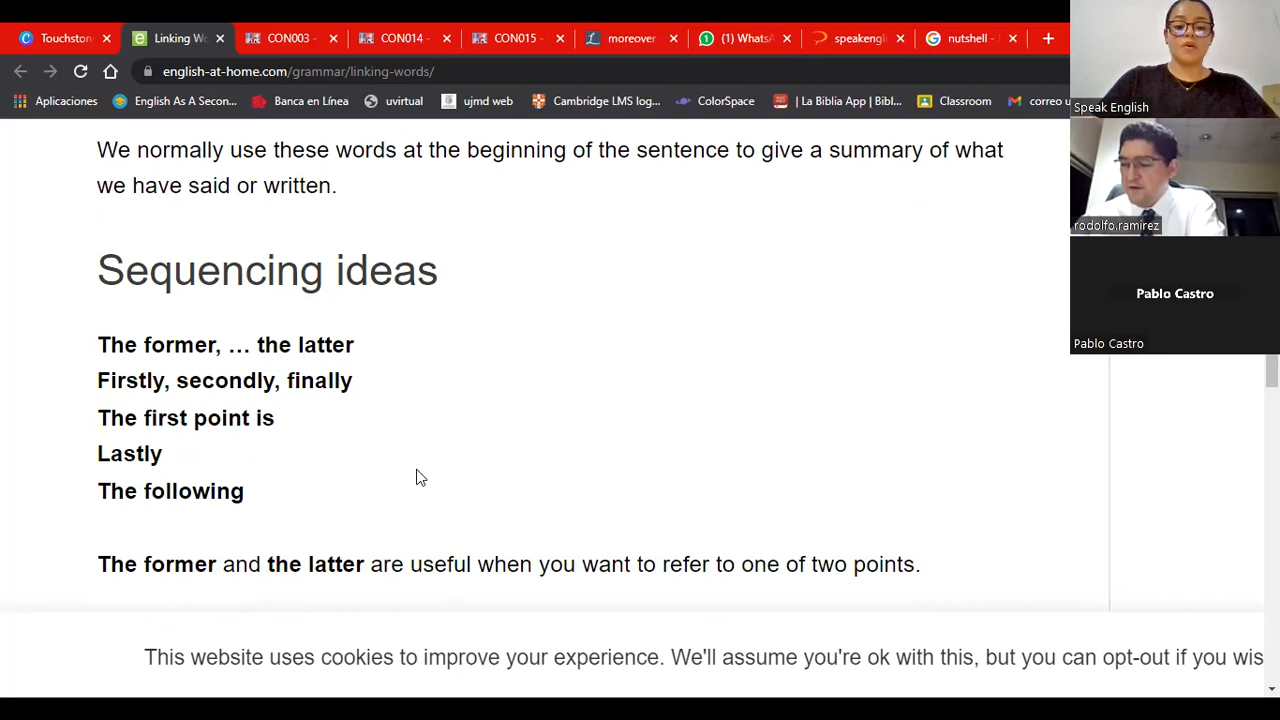 Touchstone
Linking Wo
CON003 -
CON014 -
CON015 -
moreover -
(1) WhatsA
speakengli
nutshell -
english-at-home.com/grammar/linking-words/
Aplicaciones
English As A Secon...
Banca en Línea
uvirtual
ujmd web
Cambridge LMS log...
ColorSpace
| La Biblia App | Bibl...
Classroom
correo u
We normally use these words at the beginning of the sentence to give a summary of what
we have said or written.
Sequencing ideas
The former, … the latter
Firstly, secondly, finally
The first point is
Lastly
The following
The former and the latter are useful when you want to refer to one of two points.
This website uses cookies to improve your experience. We'll assume you're ok with this, but you can opt-out if you wis
Speak English
rodolfo.ramirez
Pablo Castro
Pablo Castro